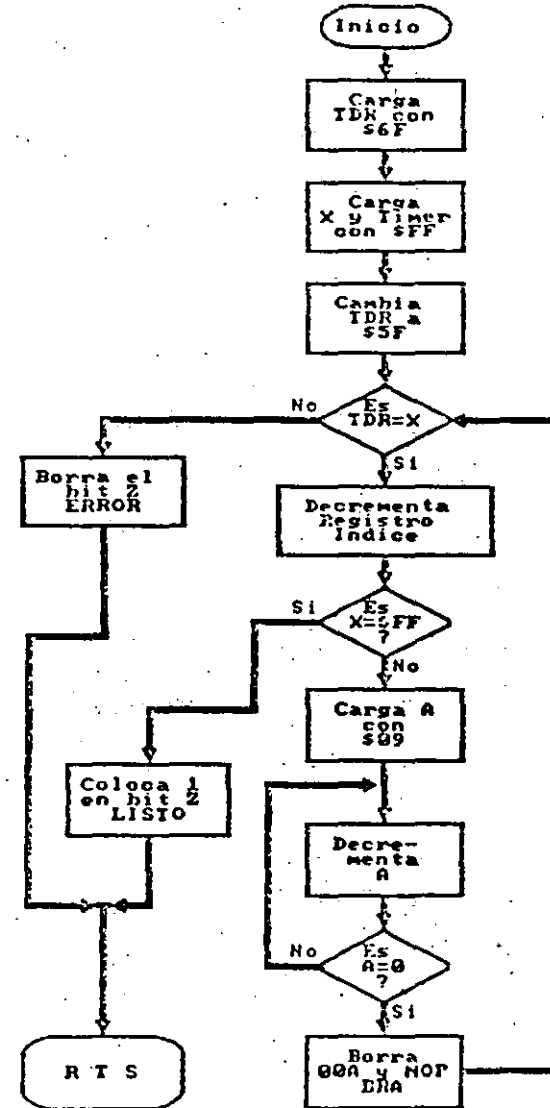 Inicio
Carga
TDR con
$6F
Carga
X y Timer
con $FF
Cambia
TDR a
$5F
No
Es
TDR=X
Si
Borra el
bit Z
ERROR
Decrementa
Registro
Indice
Si
Es
X=$FF
?
No
Carga A
con
$09
Coloca 1
en bit Z
LISTO
Decre-
menta
A
No
Es
A=0
?
Si
R T S
Borra
00A y NOP
BRA